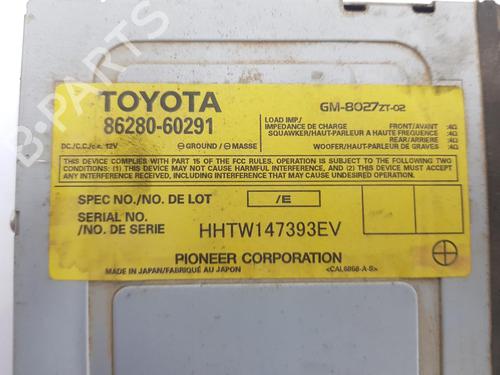 TOYOTA
86280-60291
GM-8027ZT-02
LOAD IMP./
IMPEDANCE DE CHARGE FRONT/AVANT :4Ω
SQUAWKER/HAUT-PARLEUR A HAUTE FREQUENCE :4Ω
REAR/ARRIERE :4Ω
WOOFER/HAUT-PARLEUR DE GRAVES :4Ω
DC./C.C./c.c. 12V ⊖GROUND / ⊖MASSE
THIS DEVICE COMPLIES WITH PART 15 OF THE FCC RULES. OPERATION IS SUBJECT TO THE FOLLOWING TWO
CONDITIONS: (1) THIS DEVICE MAY NOT CAUSE HARMFUL INTERFERENCE, AND (2) THIS DEVICE MUST ACCEPT
ANY INTERFERENCE RECEIVED, INCLUDING INTERFERENCE THAT MAY CAUSE UNDESIRED OPERATION.
SPEC NO./NO. DE LOT /E
SERIAL NO.
/NO. DE SERIE HHTW147393EV
PIONEER CORPORATION
MADE IN JAPAN/FABRIQUÉ AU JAPON
<CAL6868-A-S>
B-PARTS